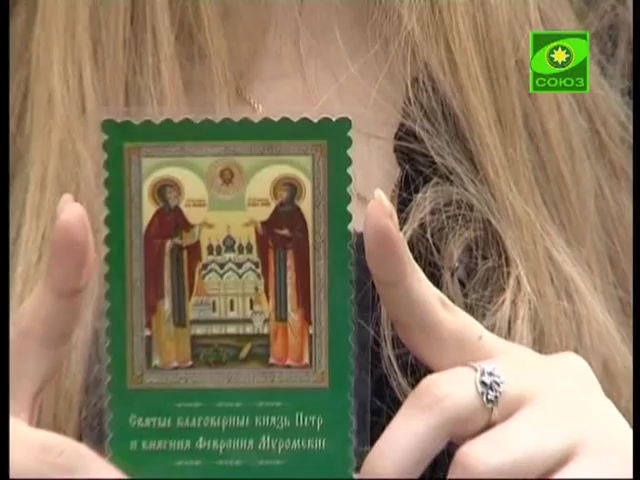 СОЮЗ
Святые благоверные князь Петр
и княгиня Феврония Муромские